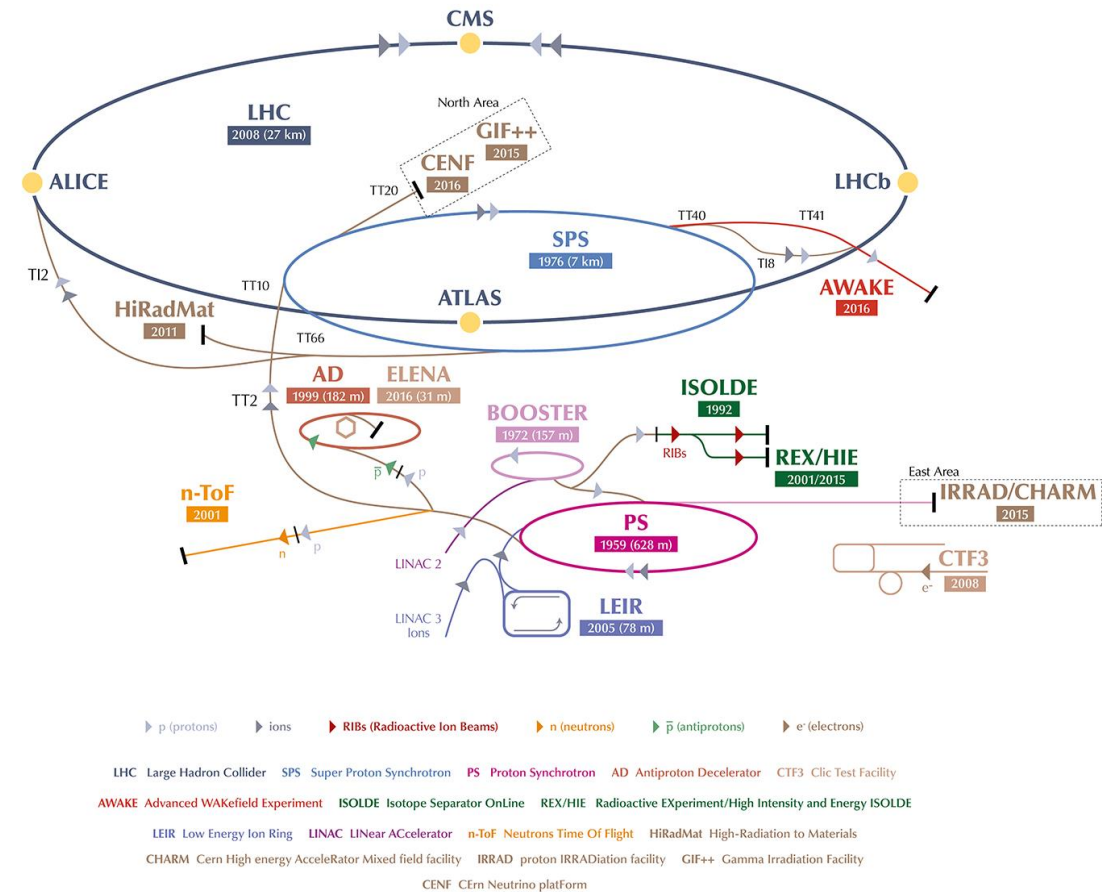 CMS
LHC
2008 (27 km)
North Area
GIF++
2015
CENF
2016
ALICE
LHCb
TT20
TT40
TT41
SPS
1976 (7 km)
TI2
TI8
TT10
ATLAS
AWAKE
2016
HiRadMat
2011
TT66
AD
1999 (182 m)
ELENA
2016 (31 m)
TT2
ISOLDE
1992
BOOSTER
1972 (157 m)
RIBs
REX/HIE
2001/2015
p̅
p
East Area
IRRAD/CHARM
2015
n-ToF
2001
PS
1959 (628 m)
n
p
LINAC 2
CTF3
2008
e-
LEIR
2005 (78 m)
LINAC 3
Ions
p (protons) ions RIBs (Radioactive Ion Beams) n (neutrons) p̅ (antiprotons) e- (electrons)
LHC Large Hadron Collider SPS Super Proton Synchrotron PS Proton Synchrotron AD Antiproton Decelerator CTF3 Clic Test Facility
AWAKE Advanced WAKefield Experiment ISOLDE Isotope Separator OnLine REX/HIE Radioactive EXperiment/High Intensity and Energy ISOLDE
LEIR Low Energy Ion Ring LINAC LINear ACcelerator n-ToF Neutrons Time Of Flight HiRadMat High-Radiation to Materials
CHARM Cern High energy AcceleRator Mixed field facility IRRAD proton IRRADiation facility GIF++ Gamma Irradiation Facility
CENF CErn Neutrino platForm